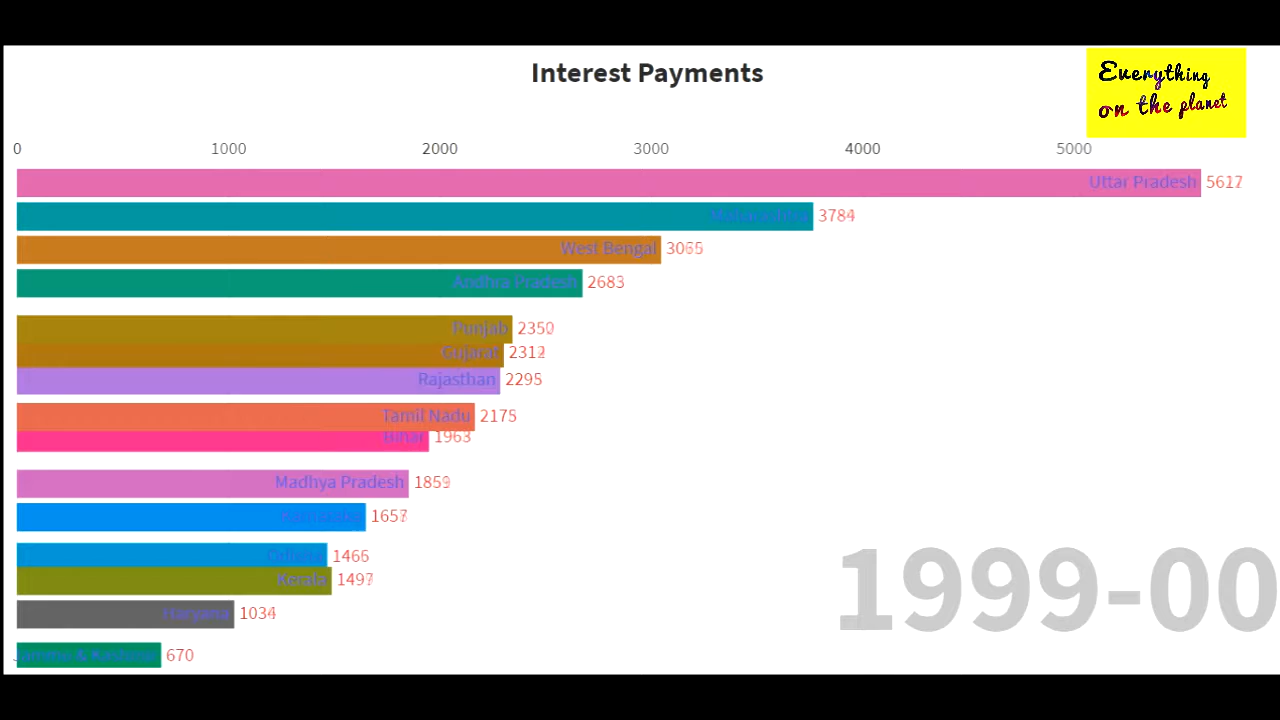 Interest Payments
Everything
on the planet
0 1000 2000 3000 4000 5000
Uttar Pradesh 5617
Maharashtra 3784
West Bengal 3065
Andhra Pradesh 2683
Punjab 2350
Gujarat 2312
Rajasthan 2295
Tamil Nadu 2175
Bihar 1963
Madhya Pradesh 1859
1657
Odisha 1466
Kerala 1497
Haryana 1034
Jammu & Kashmir 670
1999-00